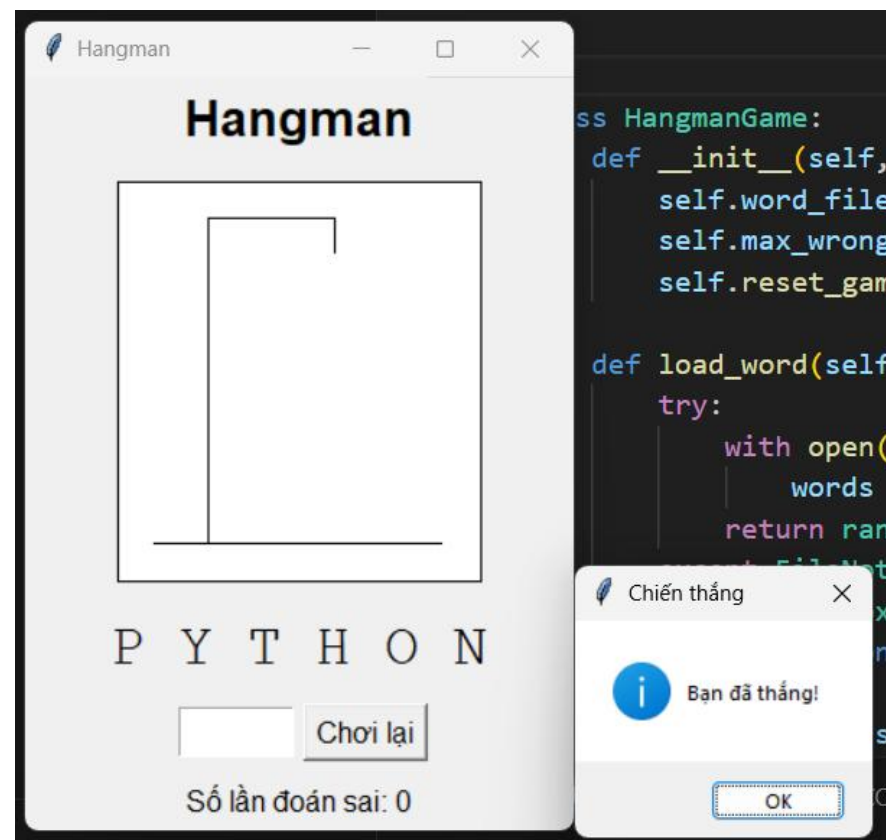 Hangman
Hangman
P Y T H O N
Chơi lại
Số lần đoán sai: 0
ss HangmanGame:
def __init__(self,
self.word_file
self.max_wrong
self.reset_gam
def load_word(self
try:
with open(
words
return ran
Chiến thắng
Bạn đã thắng!
OK